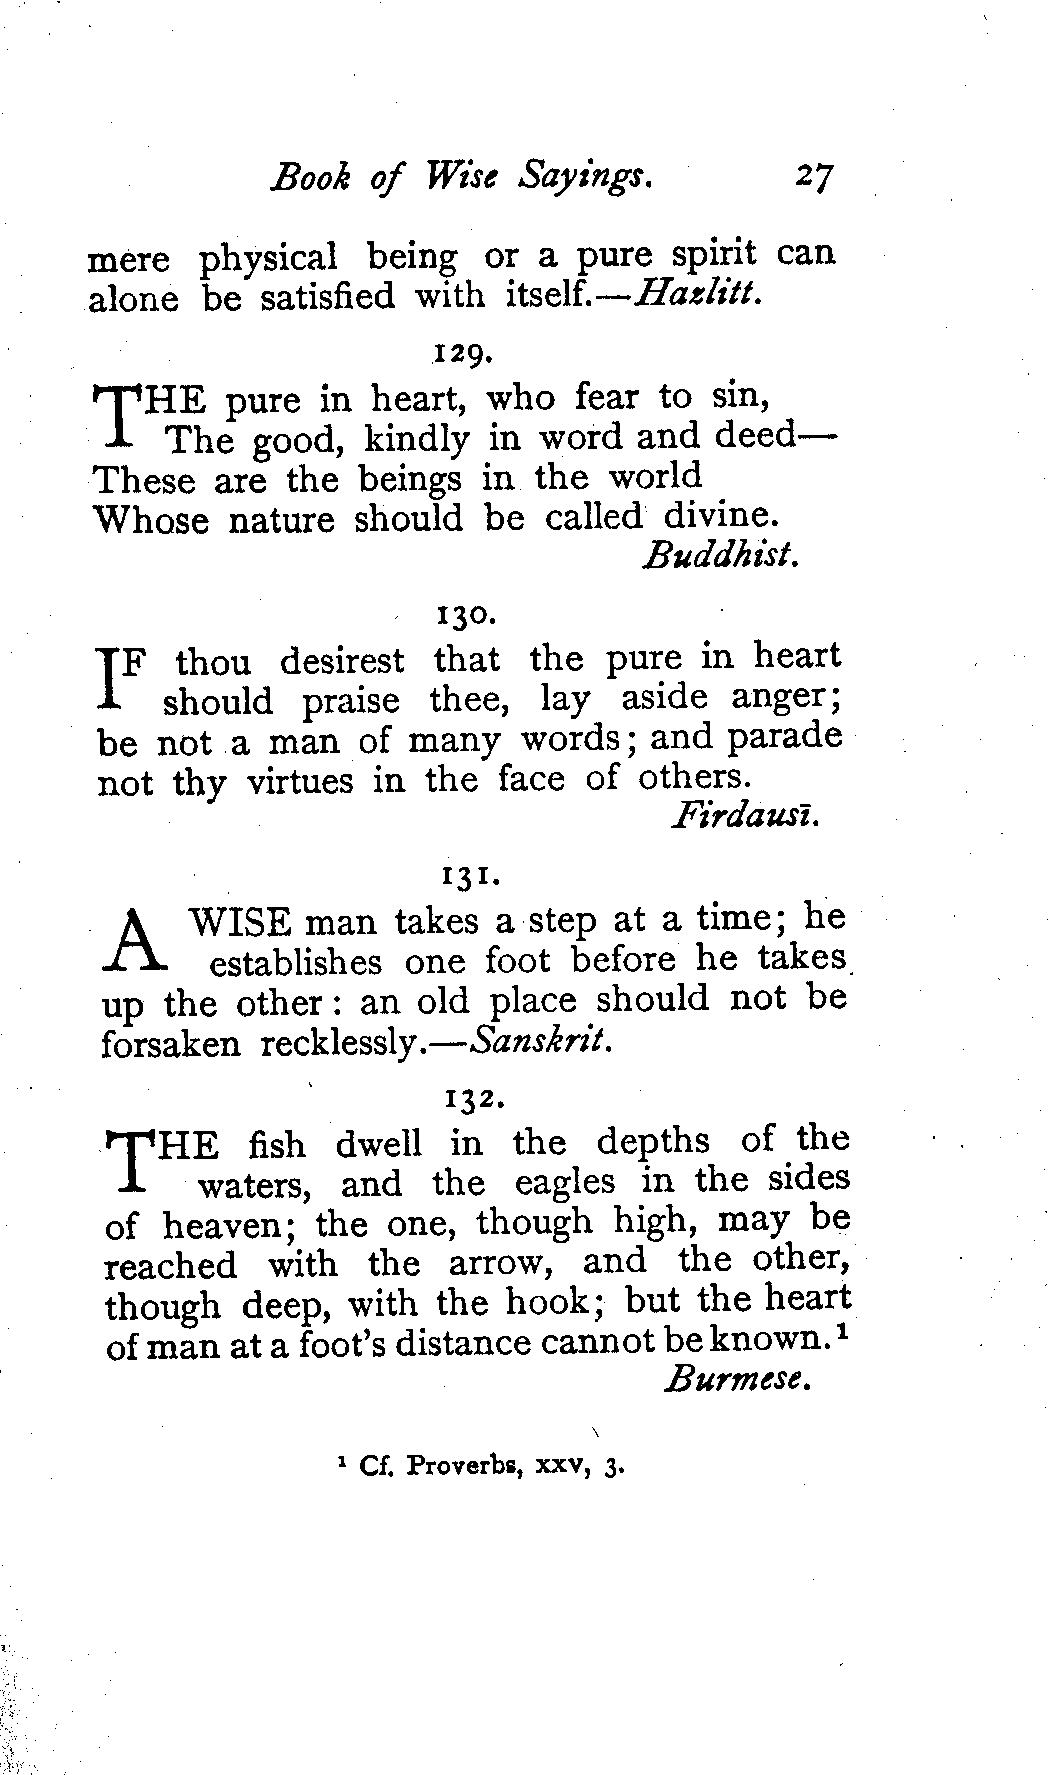 Book of Wise Sayings. 27
mere physical being or a pure spirit can
alone be satisfied with itself.—Hazlitt.
129.
THE pure in heart, who fear to sin,
The good, kindly in word and deed—
These are the beings in the world
Whose nature should be called divine.
Buddhist.
130.
IF thou desirest that the pure in heart
should praise thee, lay aside anger;
be not a man of many words; and parade
not thy virtues in the face of others.
Firdausī.
131.
A WISE man takes a step at a time; he
establishes one foot before he takes
up the other: an old place should not be
forsaken recklessly.—Sanskrit.
132.
THE fish dwell in the depths of the
waters, and the eagles in the sides
of heaven; the one, though high, may be
reached with the arrow, and the other,
though deep, with the hook; but the heart
of man at a foot's distance cannot be known.¹
Burmese.
¹ Cf. Proverbs, xxv, 3.